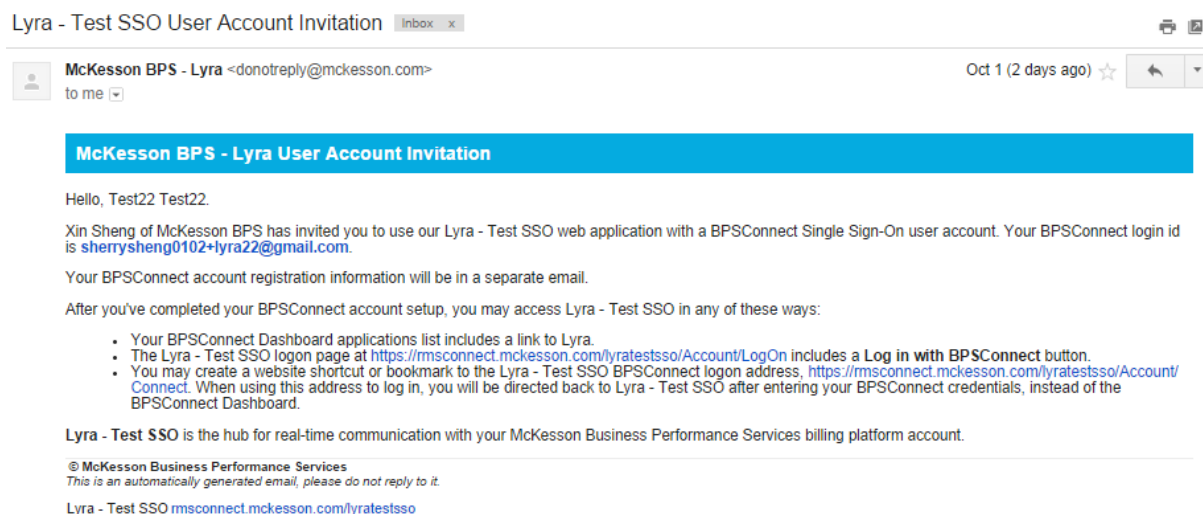 Lyra - Test SSO User Account Invitation Inbox x
McKesson BPS - Lyra <donotreply@mckesson.com> Oct 1 (2 days ago)
to me
McKesson BPS - Lyra User Account Invitation
Hello, Test22 Test22.
Xin Sheng of McKesson BPS has invited you to use our Lyra - Test SSO web application with a BPSConnect Single Sign-On user account. Your BPSConnect login id
is sherrysheng0102+lyra22@gmail.com.
Your BPSConnect account registration information will be in a separate email.
After you've completed your BPSConnect account setup, you may access Lyra - Test SSO in any of these ways:
• Your BPSConnect Dashboard applications list includes a link to Lyra.
• The Lyra - Test SSO logon page at https://rmsconnect.mckesson.com/lyratestsso/Account/LogOn includes a Log in with BPSConnect button.
• You may create a website shortcut or bookmark to the Lyra - Test SSO BPSConnect logon address, https://rmsconnect.mckesson.com/lyratestsso/Account/
Connect. When using this address to log in, you will be directed back to Lyra - Test SSO after entering your BPSConnect credentials, instead of the
BPSConnect Dashboard.
Lyra - Test SSO is the hub for real-time communication with your McKesson Business Performance Services billing platform account.
© McKesson Business Performance Services
This is an automatically generated email, please do not reply to it.
Lyra - Test SSO rmsconnect.mckesson.com/lyratestsso